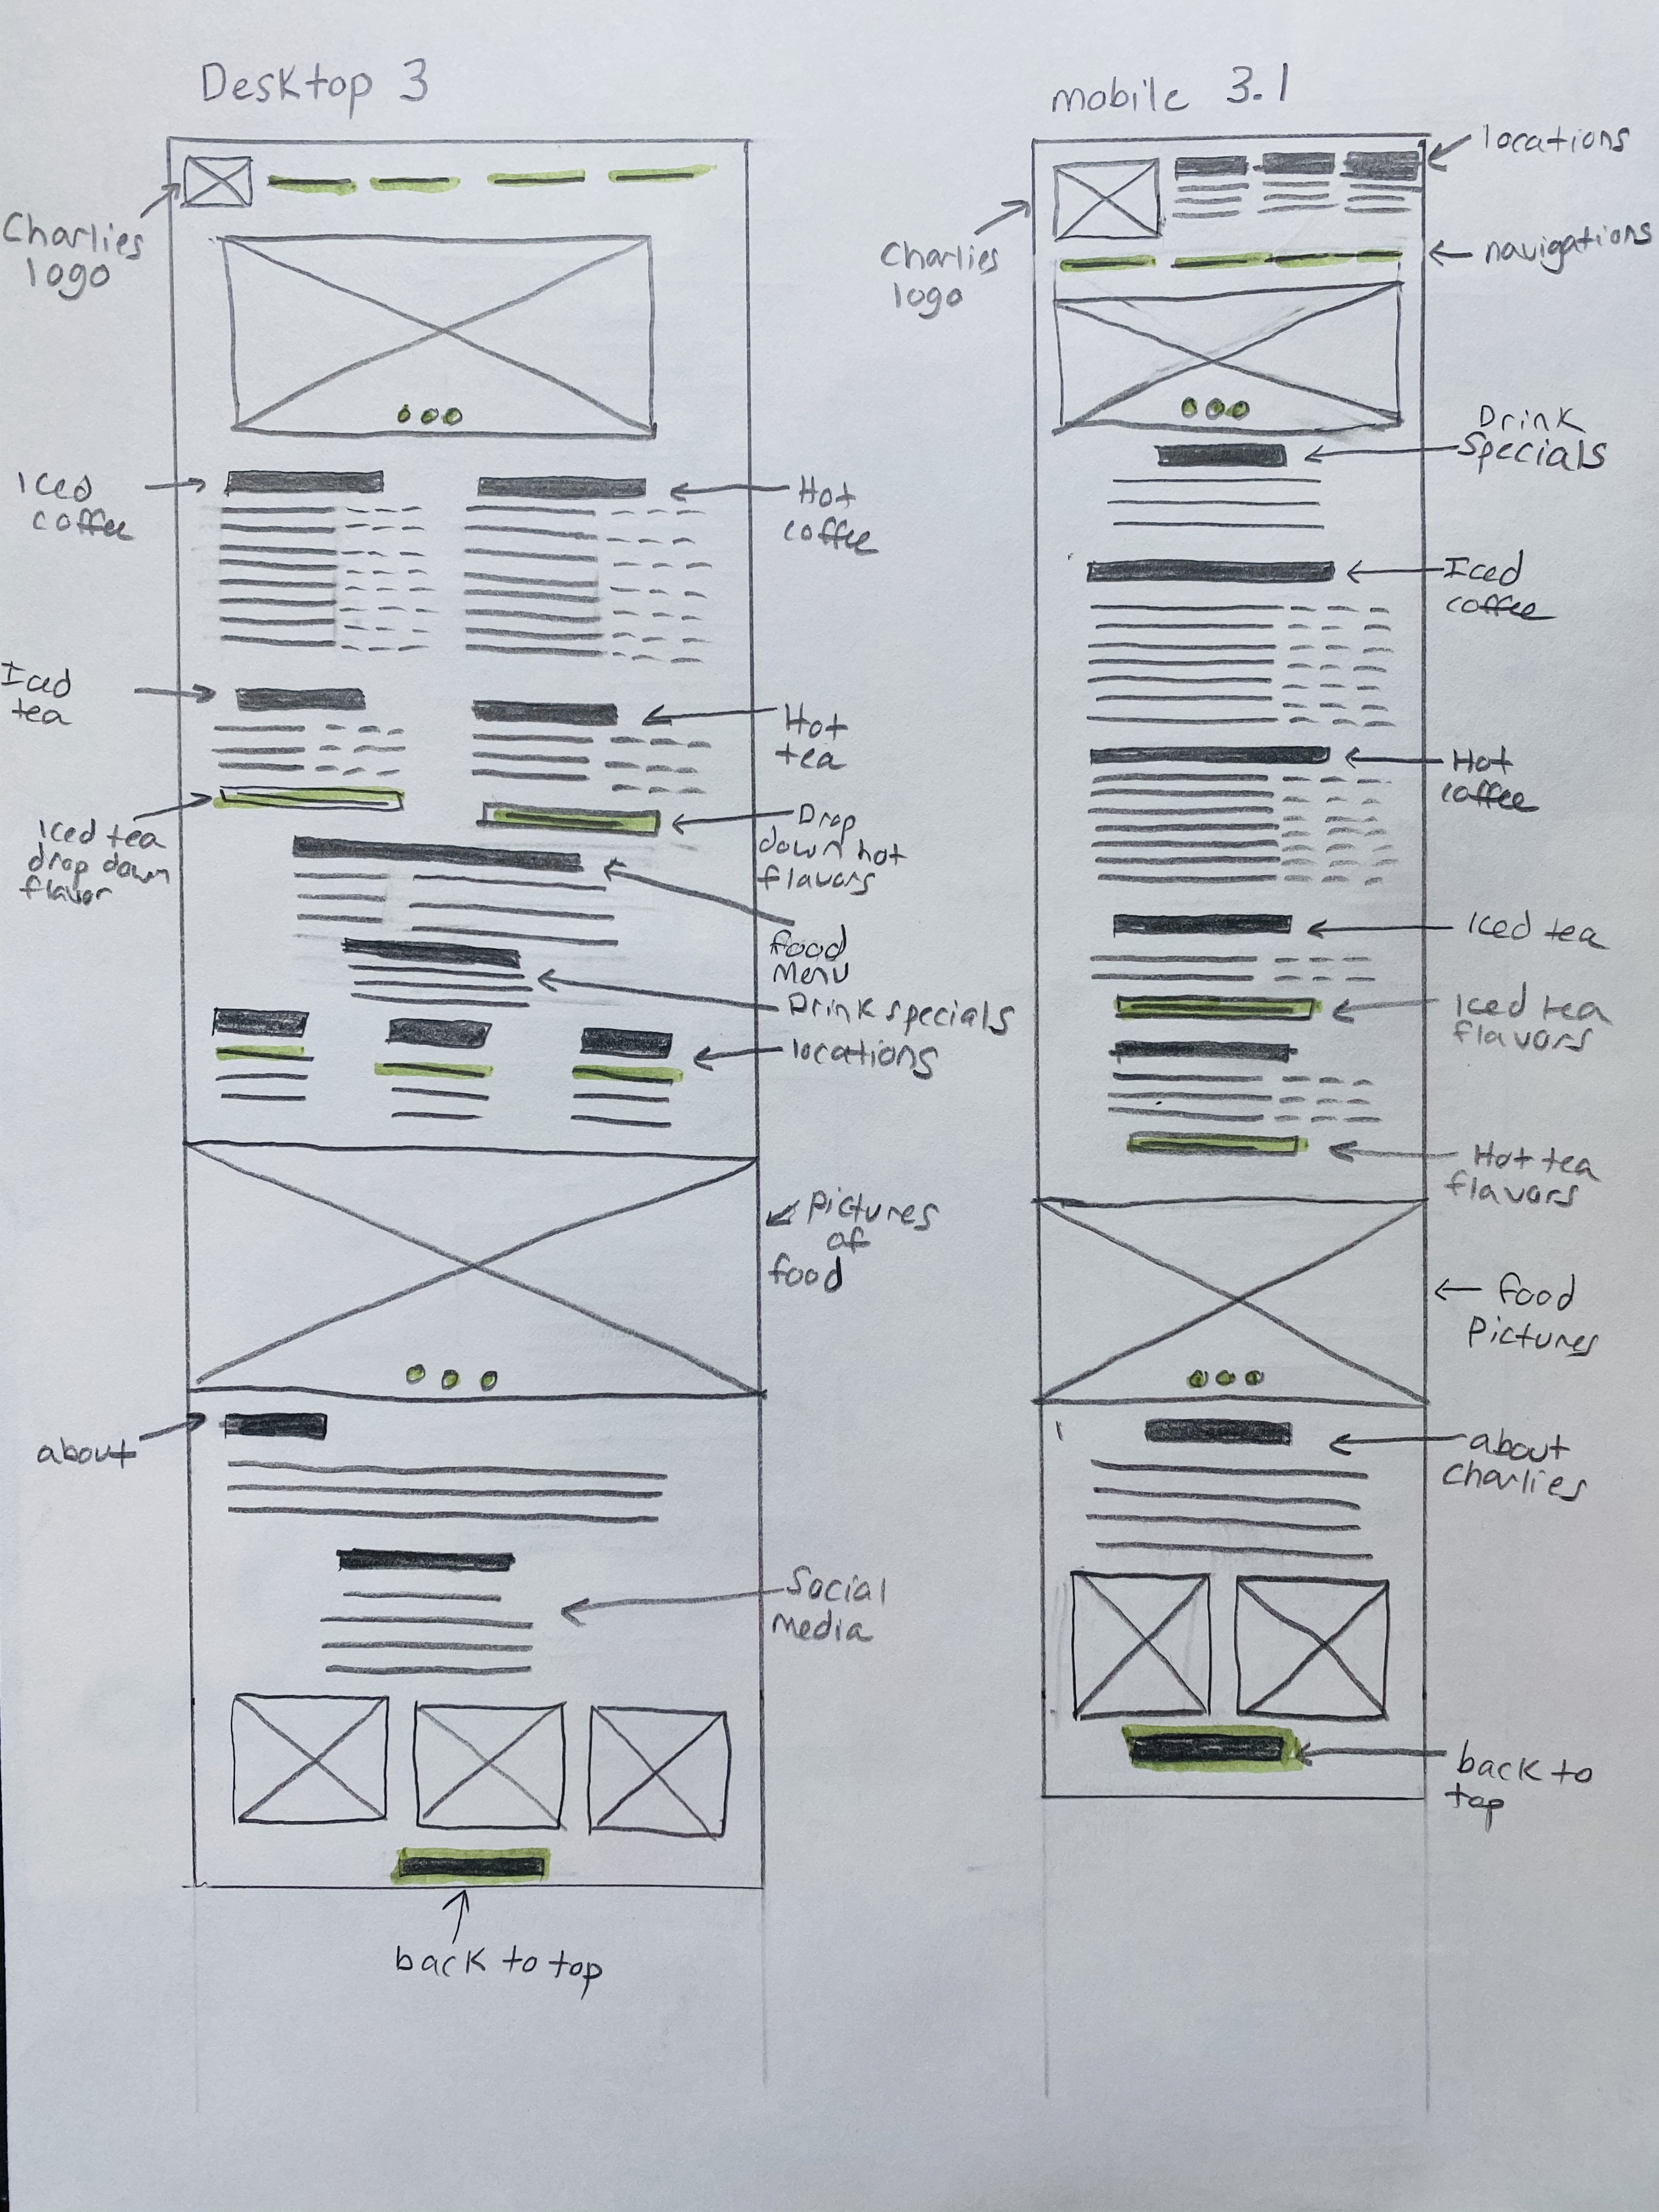 Desktop 3
Charlies
logo
Iced
coffee
Hot
coffee
Iced
tea
Hot
tea
Iced tea
drop down
flavor
Drop
down hot
flavors
food
menu
Drink specials
locations
pictures
of
food
about
Social
media
back to top
mobile 3.1
locations
Charlies
logo
navigations
Drink
Specials
Iced
coffee
Hot
coffee
Iced tea
Iced tea
flavors
Hot tea
flavors
food
pictures
about
Charlies
back to
top